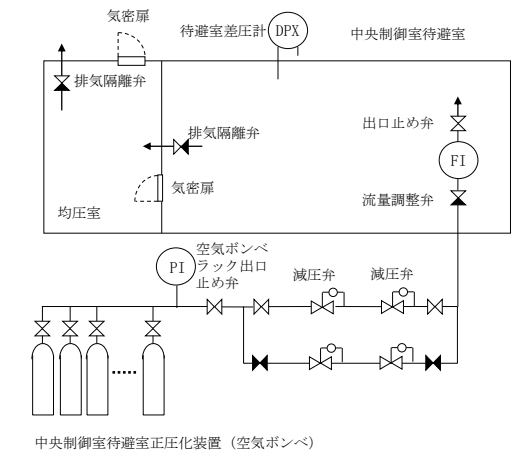 気密扉
待避室差圧計
DPX
中央制御室待避室
排気隔離弁
出口止め弁
排気隔離弁
FI
気密扉
流量調整弁
均圧室
空気ボンベ
ラック出口
止め弁
PI
減圧弁
減圧弁
中央制御室待避室正圧化装置（空気ボンベ）